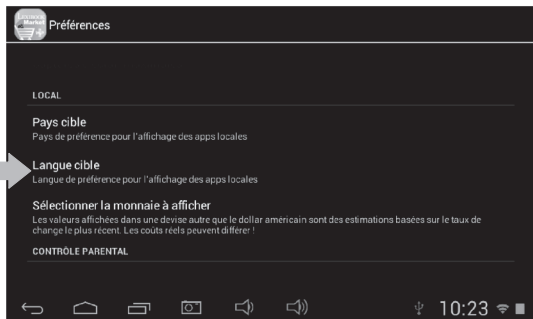 LEXIBOOK
Market
Préférences
LOCAL
Pays cible
Pays de préférence pour l'affichage des apps locales
Langue cible
Langue de préférence pour l'affichage des apps locales
Sélectionner la monnaie à afficher
Les valeurs affichées dans une devise autre que le dollar américain sont des estimations basées sur le taux de
change le plus récent. Les coûts réels peuvent différer !
CONTRÔLE PARENTAL
10:23